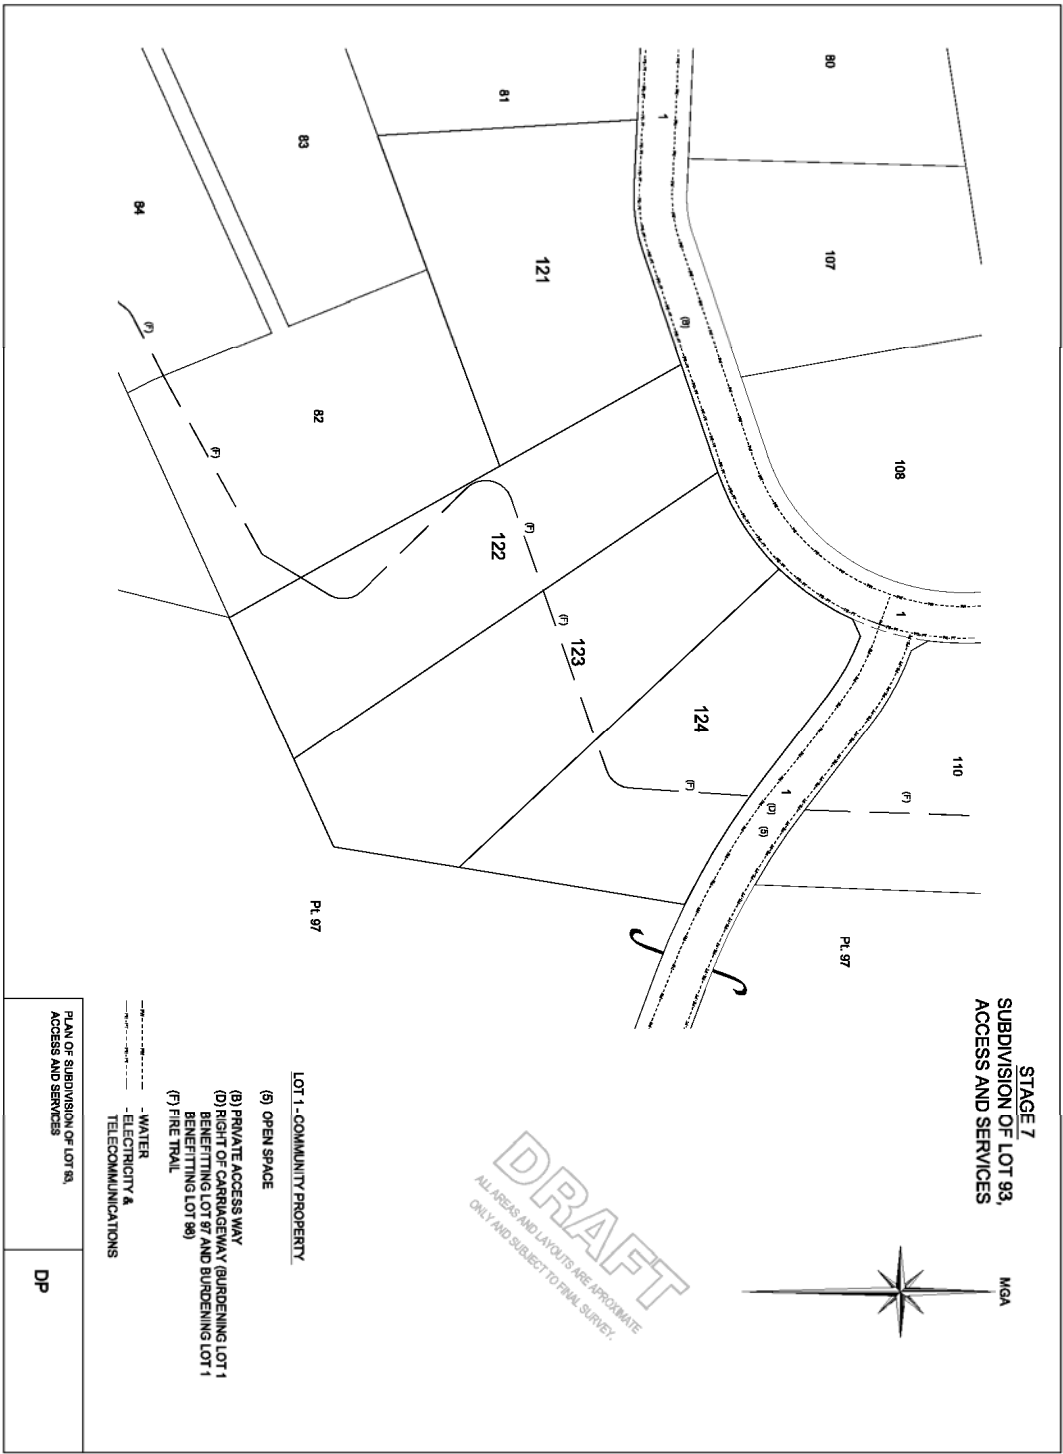 STAGE 7
SUBDIVISION OF LOT 93,
ACCESS AND SERVICES
MGA
80
107
108
110
Pt. 97
1
(B)
1
1
(D)
(5)
(F)
81
121
122
123
124
(F)
(F)
(F)
83
82
84
(F)
(F)
Pt. 97
DRAFT
ALL AREAS AND LAYOUTS ARE APROXIMATE
ONLY AND SUBJECT TO FINAL SURVEY.
LOT 1 - COMMUNITY PROPERTY
(5) OPEN SPACE
(B) PRIVATE ACCESS WAY
(D) RIGHT OF CARRIAGEWAY (BURDENING LOT 1
BENEFITTING LOT 97 AND BURDENING LOT 1
BENEFITTING LOT 98)
(F) FIRE TRAIL
- WATER
- ELECTRICITY &
TELECOMMUNICATIONS
PLAN OF SUBDIVISION OF LOT 93,
ACCESS AND SERVICES
DP